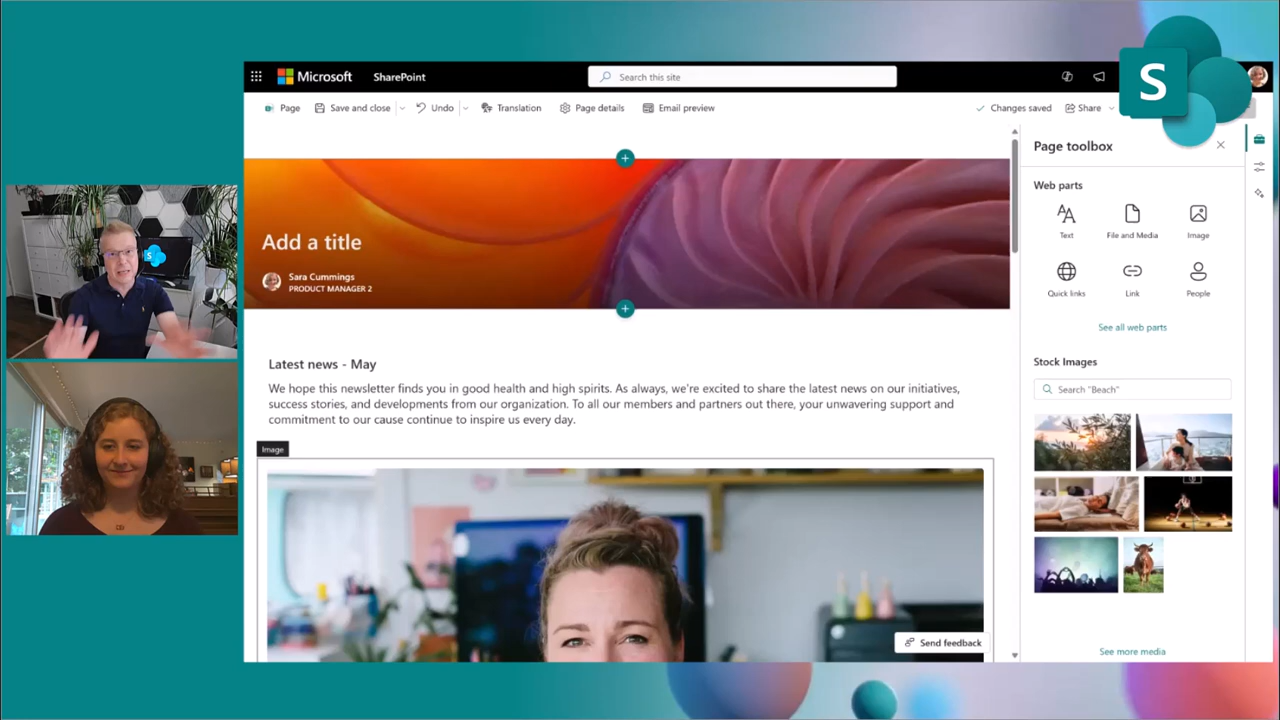 Microsoft SharePoint Search this site
S
Page Save and close Undo Translation Page details Email preview Changes saved Share
Page toolbox
Web parts
Text File and Media Image
Quick links Link People
See all web parts
Stock Images
Search "Beach"
See more media
Add a title
Sara Cummings
PRODUCT MANAGER 2
Latest news - May
We hope this newsletter finds you in good health and high spirits. As always, we're excited to share the latest news on our initiatives,
success stories, and developments from our organization. To all our members and partners out there, your unwavering support and
commitment to our cause continue to inspire us every day.
Image
Send feedback
S